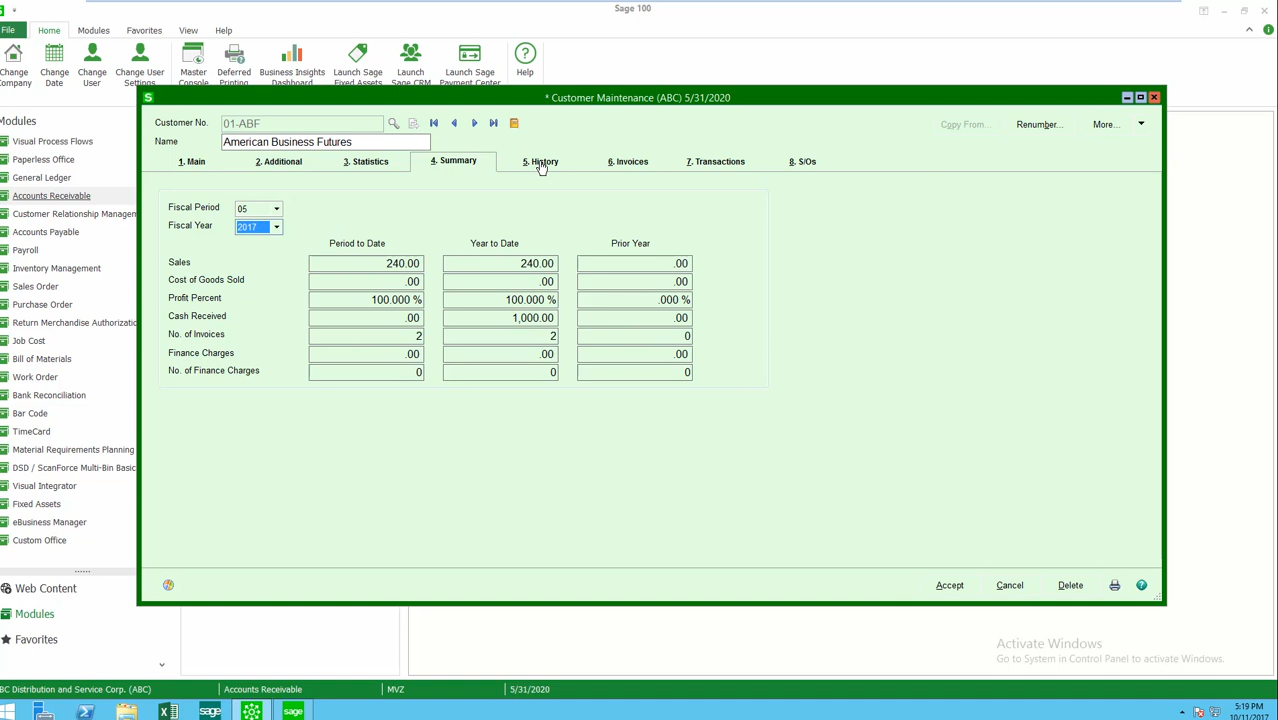 Sage 100
File Home Modules Favorites View Help
Change Company
Change Date
Change User
Change User Settings
Master Console
Deferred Printing
Business Insights Dashboard
Launch Sage Fixed Assets
Launch Sage CRM
Launch Sage Payment Center
Help
* Customer Maintenance (ABC) 5/31/2020
Customer No. 01-ABF
Copy From... Renumber... More...
Name American Business Futures
1. Main 2. Additional 3. Statistics 4. Summary 5. History 6. Invoices 7. Transactions 8. S/Os
Fiscal Period 05
Fiscal Year 2017
Period to Date Year to Date Prior Year
Sales 240.00 240.00 .00
Cost of Goods Sold .00 .00 .00
Profit Percent 100.000 % 100.000 % .000 %
Cash Received .00 1,000.00 .00
No. of Invoices 2 2 0
Finance Charges .00 .00 .00
No. of Finance Charges 0 0 0
Accept Cancel Delete
Modules
Visual Process Flows
Paperless Office
General Ledger
Accounts Receivable
Customer Relationship Managen
Accounts Payable
Payroll
Inventory Management
Sales Order
Purchase Order
Return Merchandise Authorizatic
Job Cost
Bill of Materials
Work Order
Bank Reconciliation
Bar Code
TimeCard
Material Requirements Planning
DSD / ScanForce Multi-Bin Basic
Visual Integrator
Fixed Assets
eBusiness Manager
Custom Office
Web Content
Modules
Favorites
Activate Windows
Go to System in Control Panel to activate Windows.
BC Distribution and Service Corp. (ABC) Accounts Receivable MVZ 5/31/2020
sage sage
5:19 PM
10/11/2017